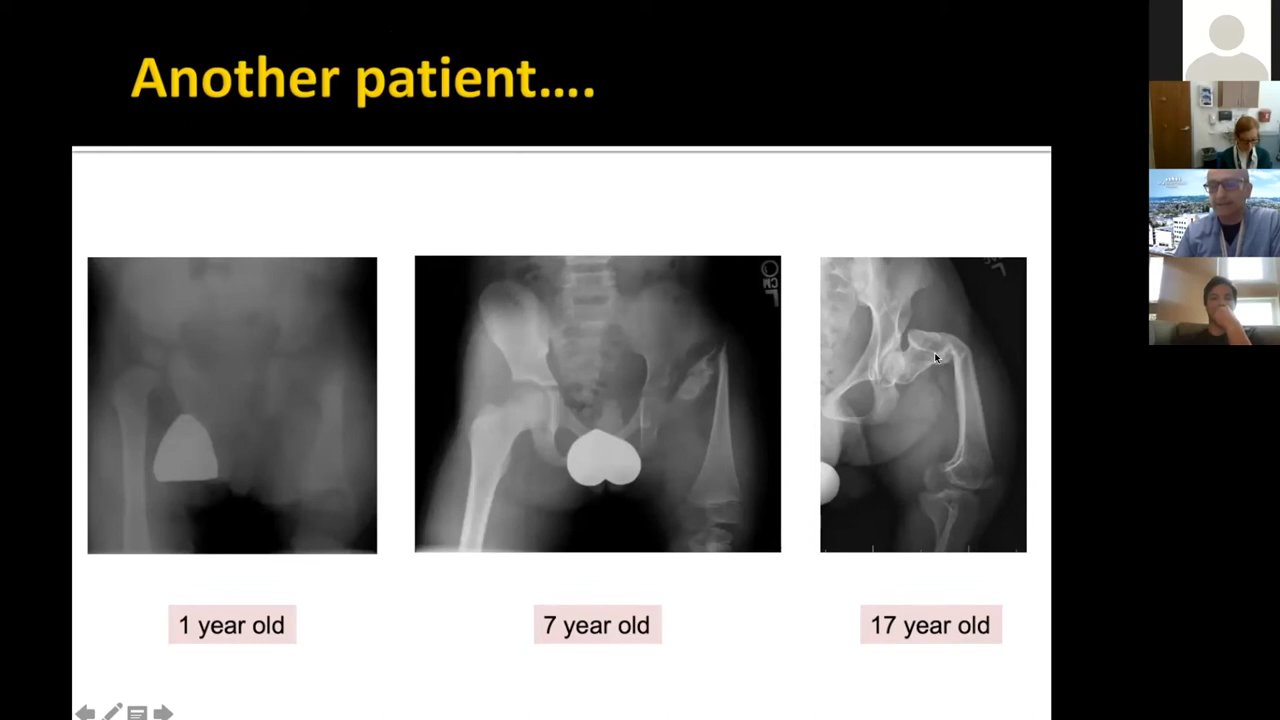 Another patient....
1 year old
7 year old
17 year old